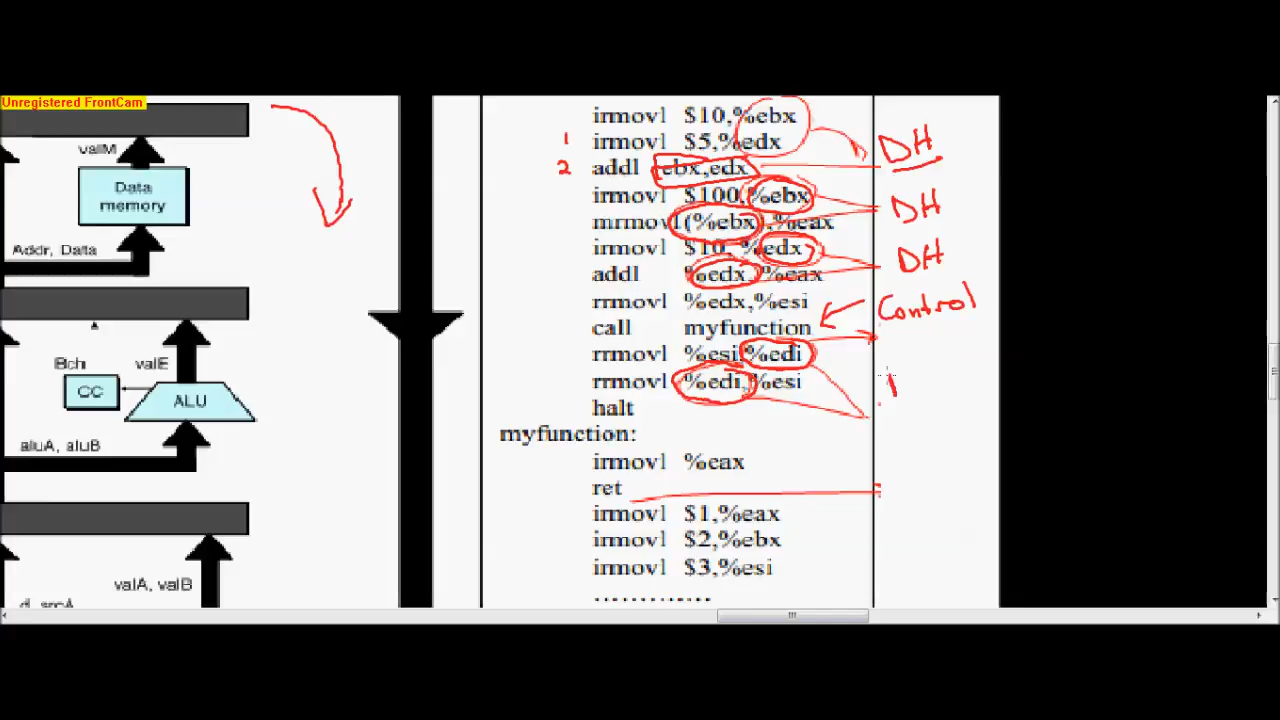 Unregistered FrontCam
valM
Data
memory
Addr, Data
Bch
valE
CC
ALU
aluA, aluB
valA, valB
d, srcA
irmovl $10,%ebx
1 irmovl $5,%edx
2 addl ebx,edx
irmovl $100,%ebx
mrmovl (%ebx),%eax
irmovl $10, %edx
addl %edx, %eax
rrmovl %edx,%esi
call myfunction
rrmovl %esi,%edi
rrmovl %edi,%esi
halt
myfunction:
irmovl %eax
ret
irmovl $1,%eax
irmovl $2,%ebx
irmovl $3,%esi
.............
DH
DH
DH
Control